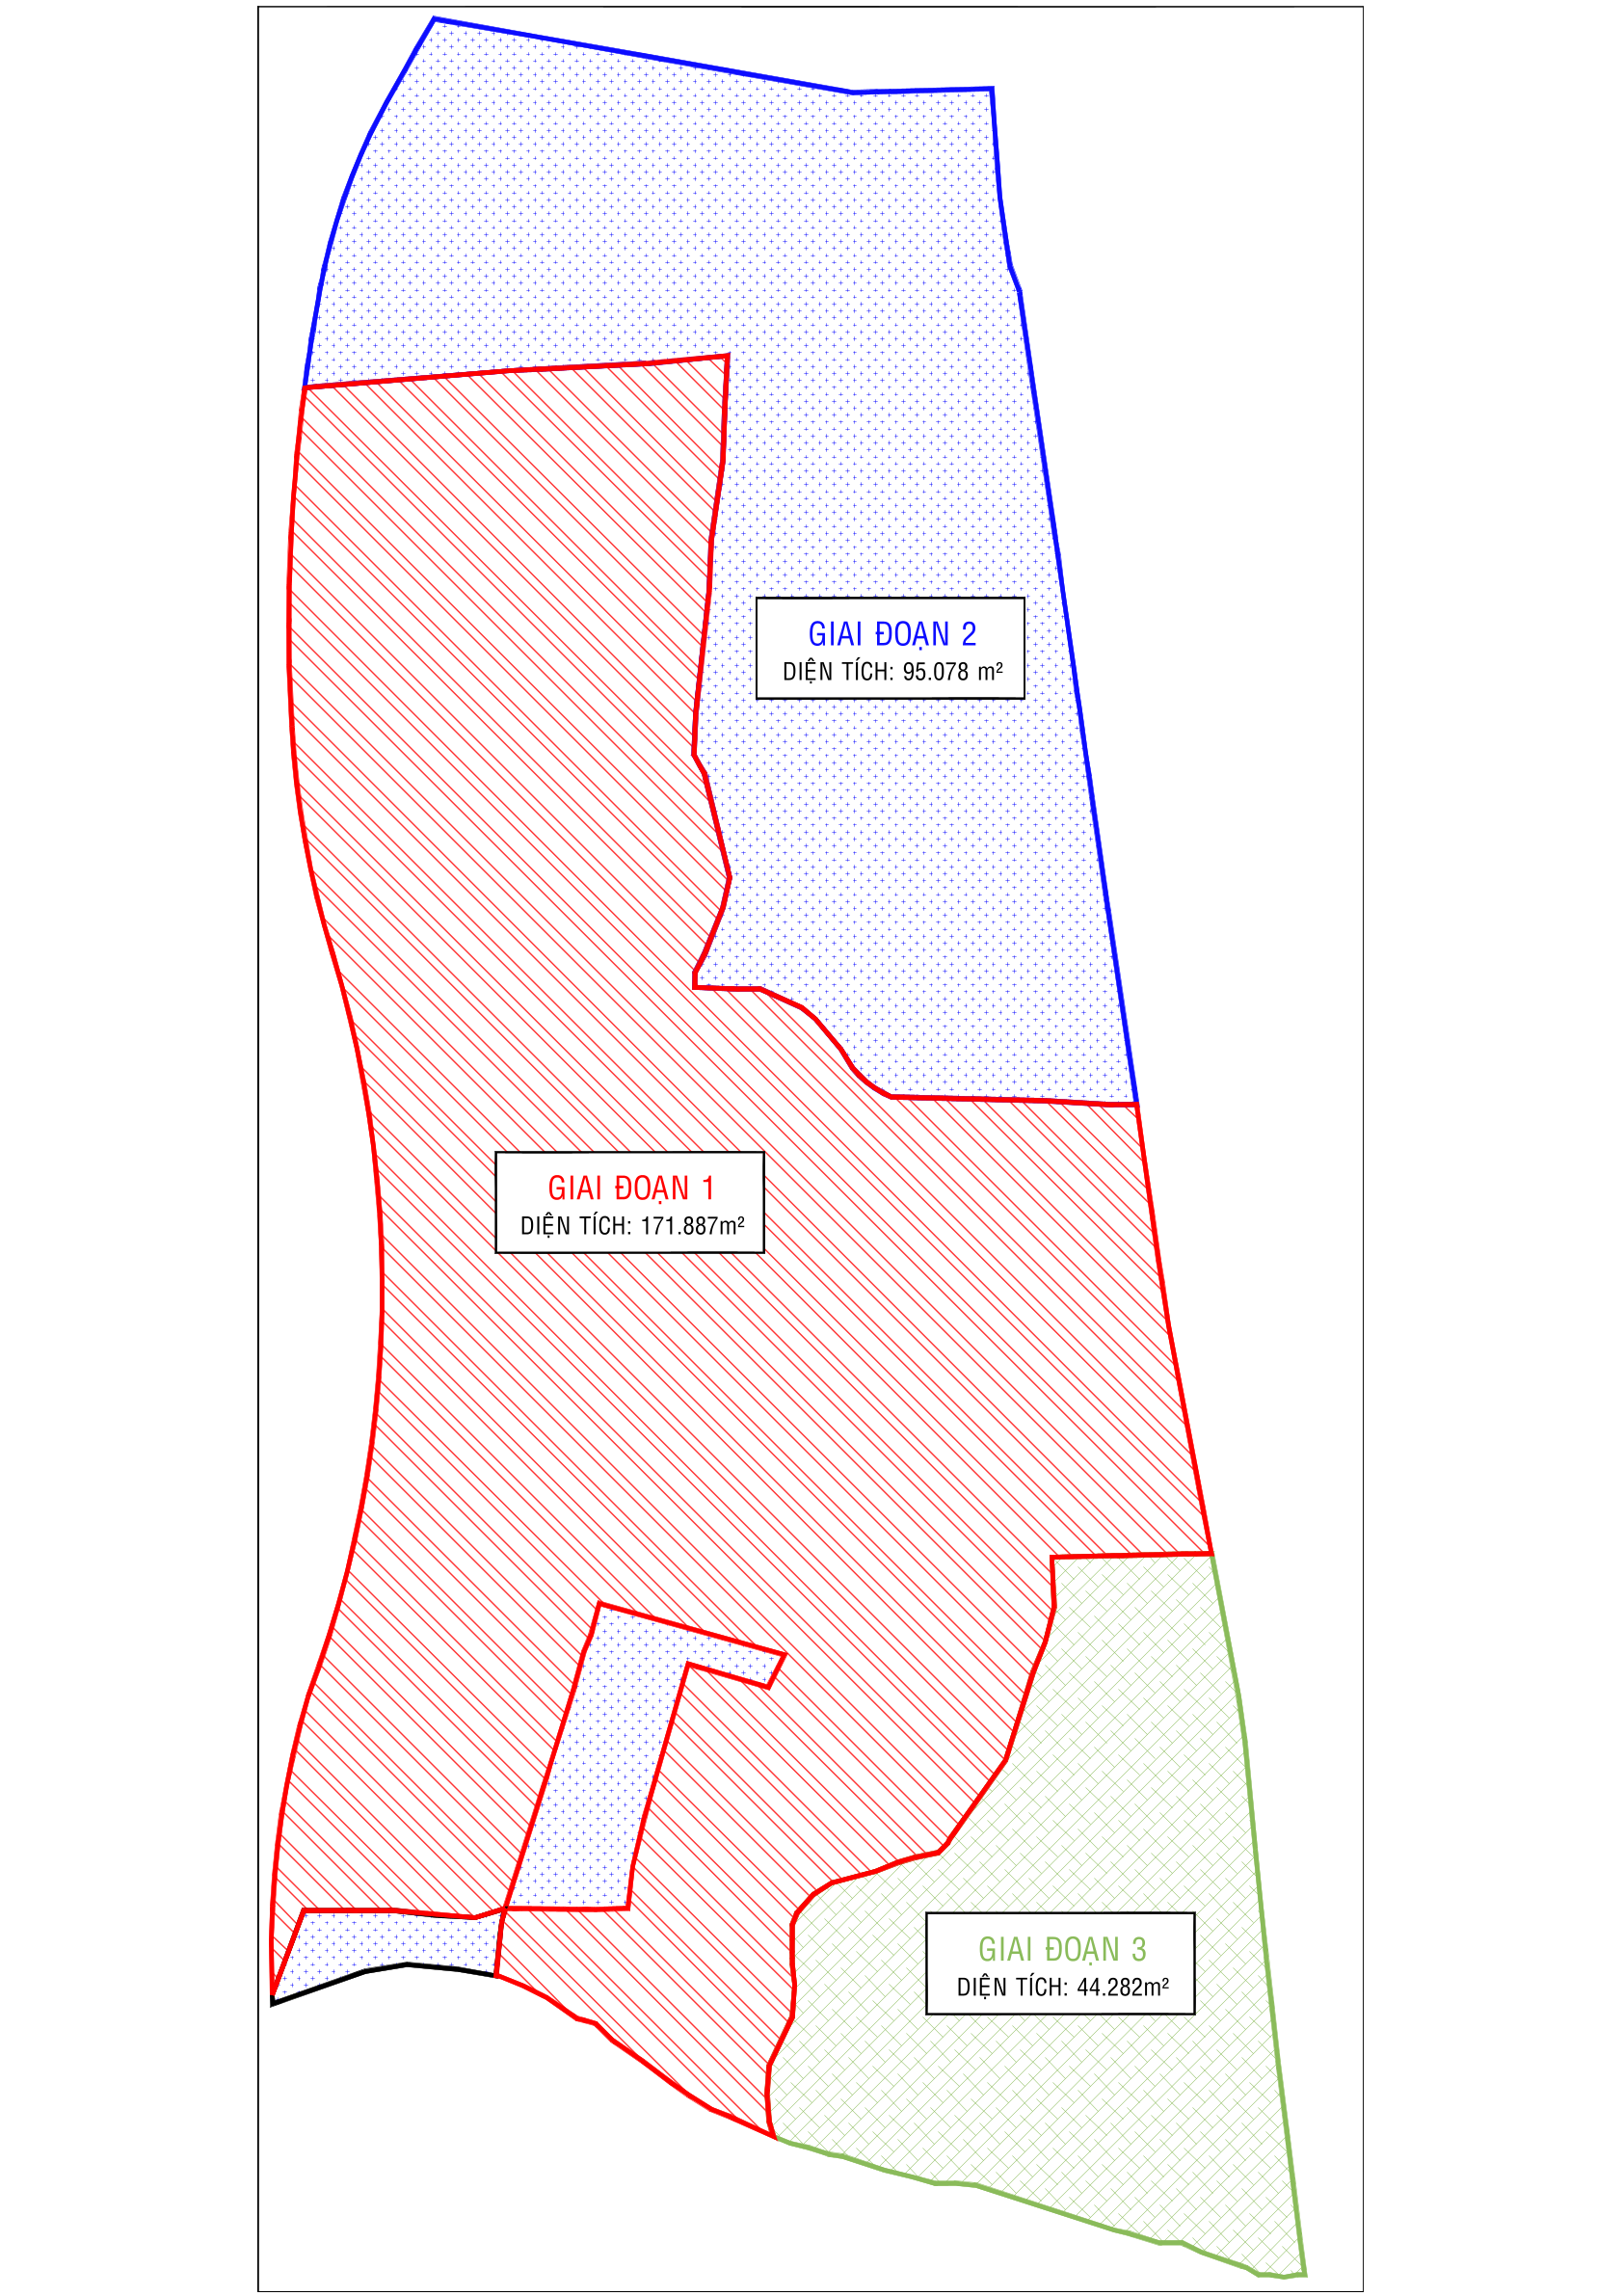 GIAI ĐOẠN 2
DIỆN TÍCH: 95.078 m²
GIAI ĐOẠN 1
DIỆN TÍCH: 171.887m²
GIAI ĐOẠN 3
DIỆN TÍCH: 44.282m²